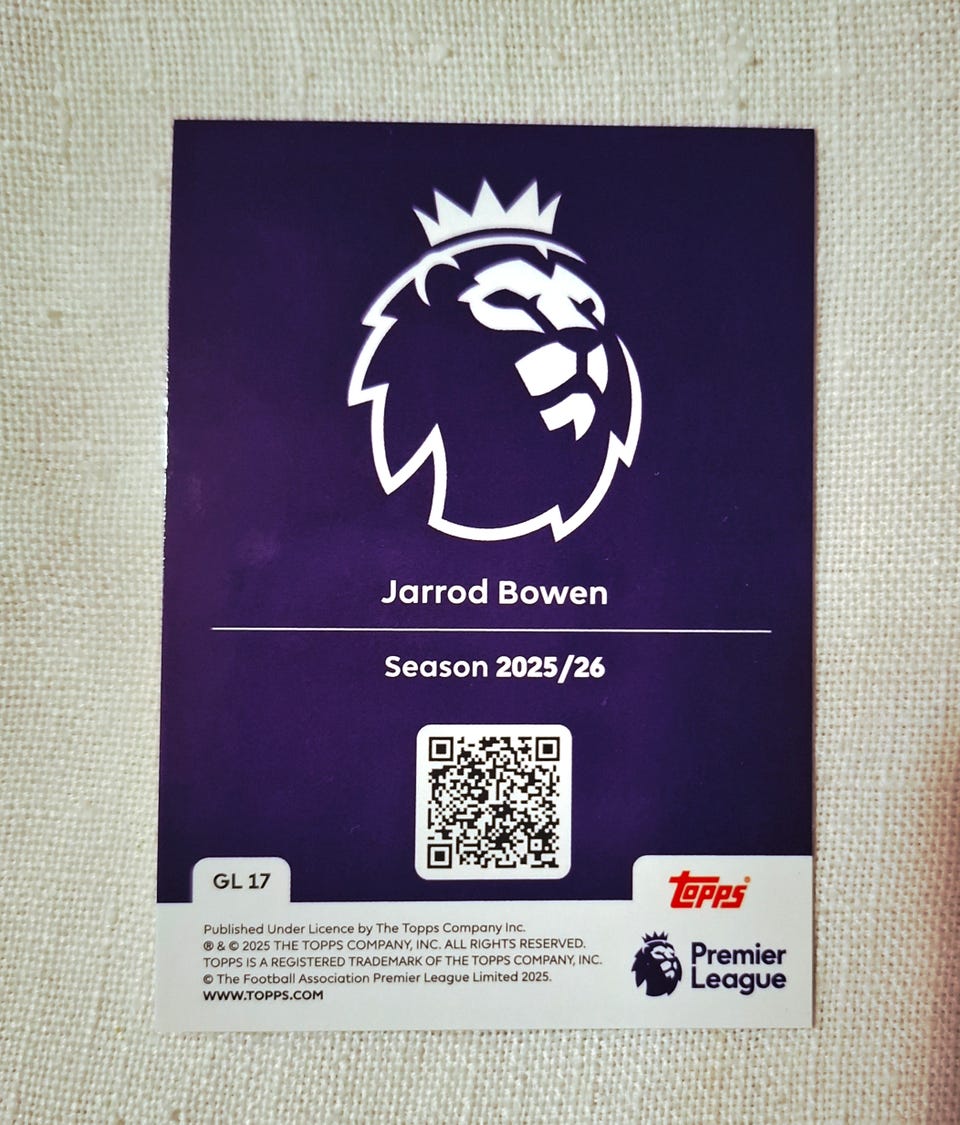 Jarrod Bowen
Season 2025/26
GL 17
Topps®
Published Under Licence by The Topps Company Inc.
® & © 2025 THE TOPPS COMPANY, INC. ALL RIGHTS RESERVED.
TOPPS IS A REGISTERED TRADEMARK OF THE TOPPS COMPANY, INC.
© The Football Association Premier League Limited 2025.
WWW.TOPPS.COM
Premier
League